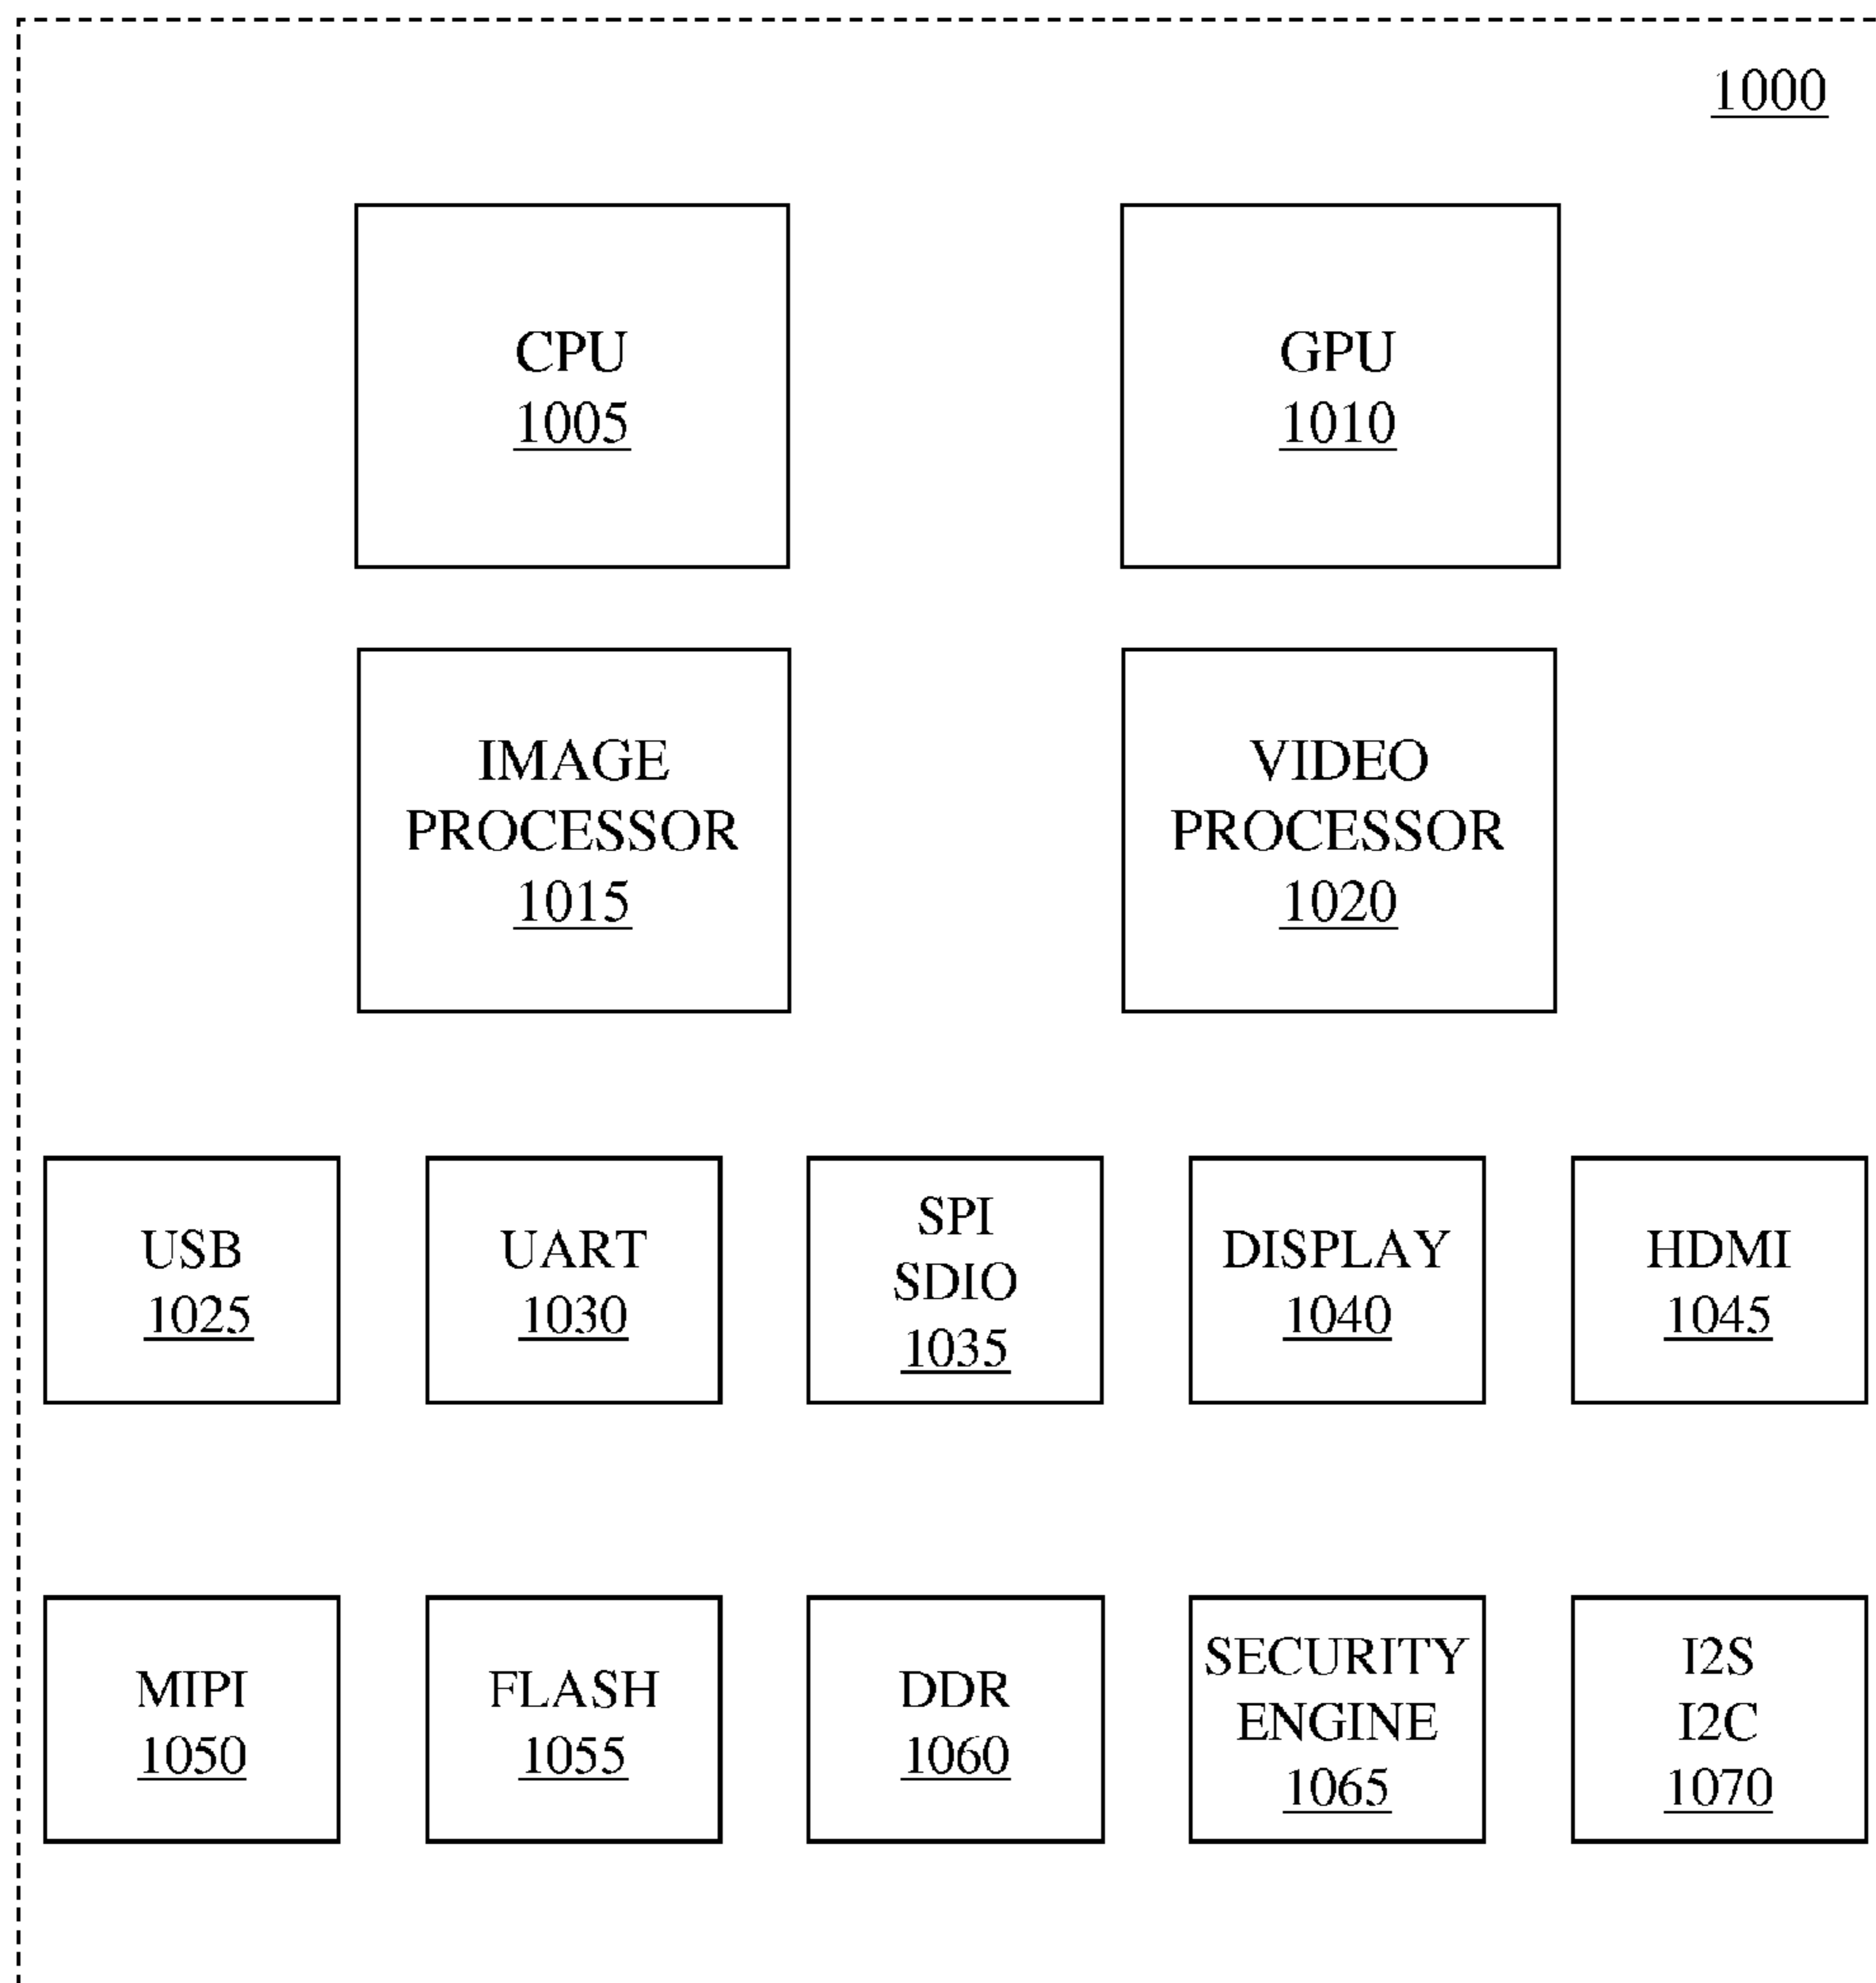 1000
CPU
1005
GPU
1010
IMAGE
PROCESSOR
1015
VIDEO
PROCESSOR
1020
USB
1025
UART
1030
SPI
SDIO
1035
DISPLAY
1040
HDMI
1045
MIPI
1050
FLASH
1055
DDR
1060
SECURITY
ENGINE
1065
I2S
I2C
1070